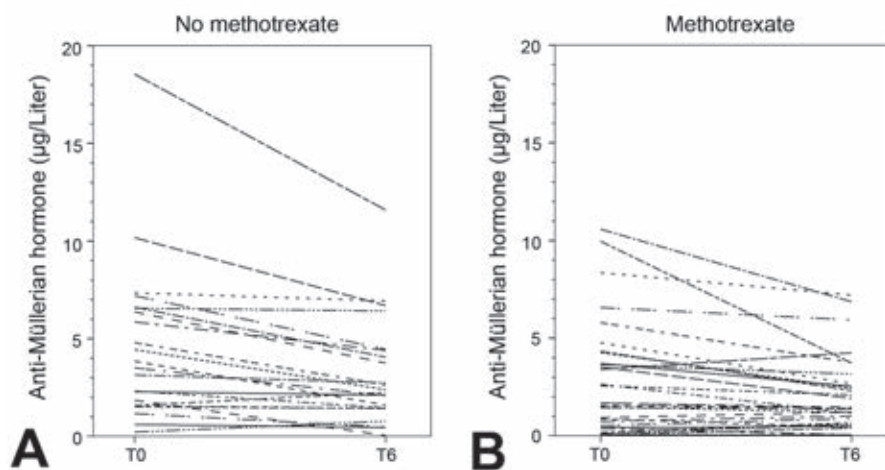 No methotrexate
Anti-Müllerian hormone (µg/Liter)
20
15
10
5
0
T0
T6
A
Methotrexate
Anti-Müllerian hormone (µg/Liter)
20
15
10
5
0
T0
T6
B